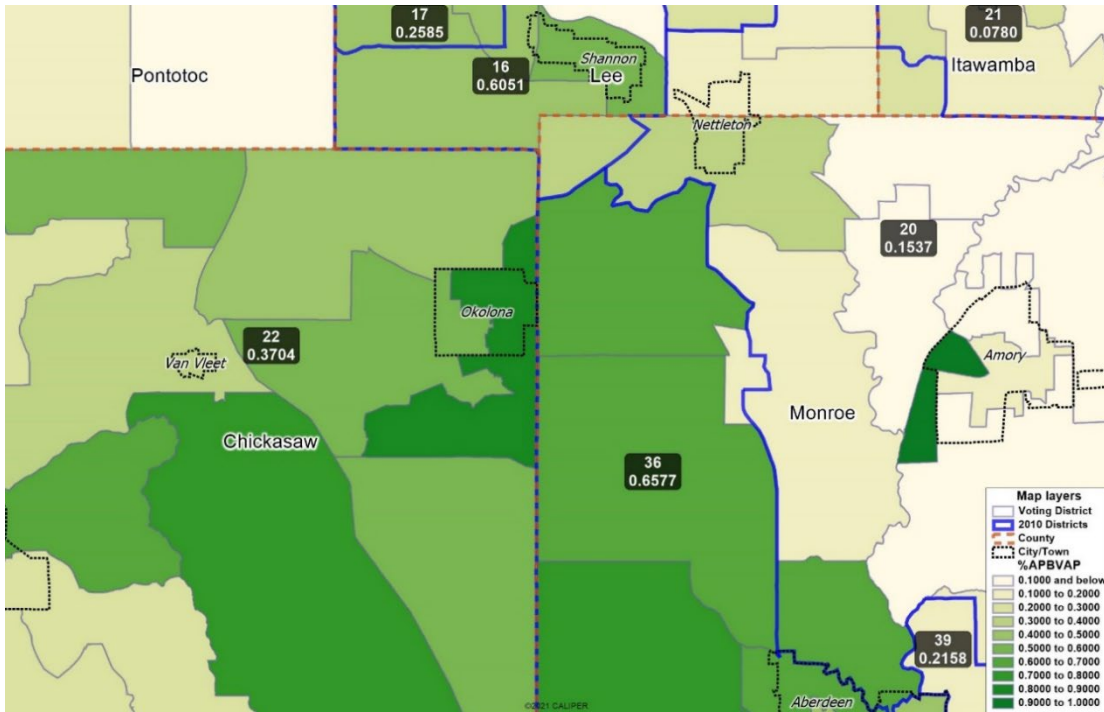 17
0.2585
21
0.0780
Shannon
Pontotoc
16
0.6051
Lee
Itawamba
Nettleton
20
0.1537
Okolona
22
0.3704
Van Vleet
Amory
Monroe
Chickasaw
36
0.6577
39
0.2158
Aberdeen
©2021 CALIPER
Map layers
Voting District
2010 Districts
County
City/Town
%APBVAP
0.1000 and below
0.1000 to 0.2000
0.2000 to 0.3000
0.3000 to 0.4000
0.4000 to 0.5000
0.5000 to 0.6000
0.6000 to 0.7000
0.7000 to 0.8000
0.8000 to 0.9000
0.9000 to 1.0000